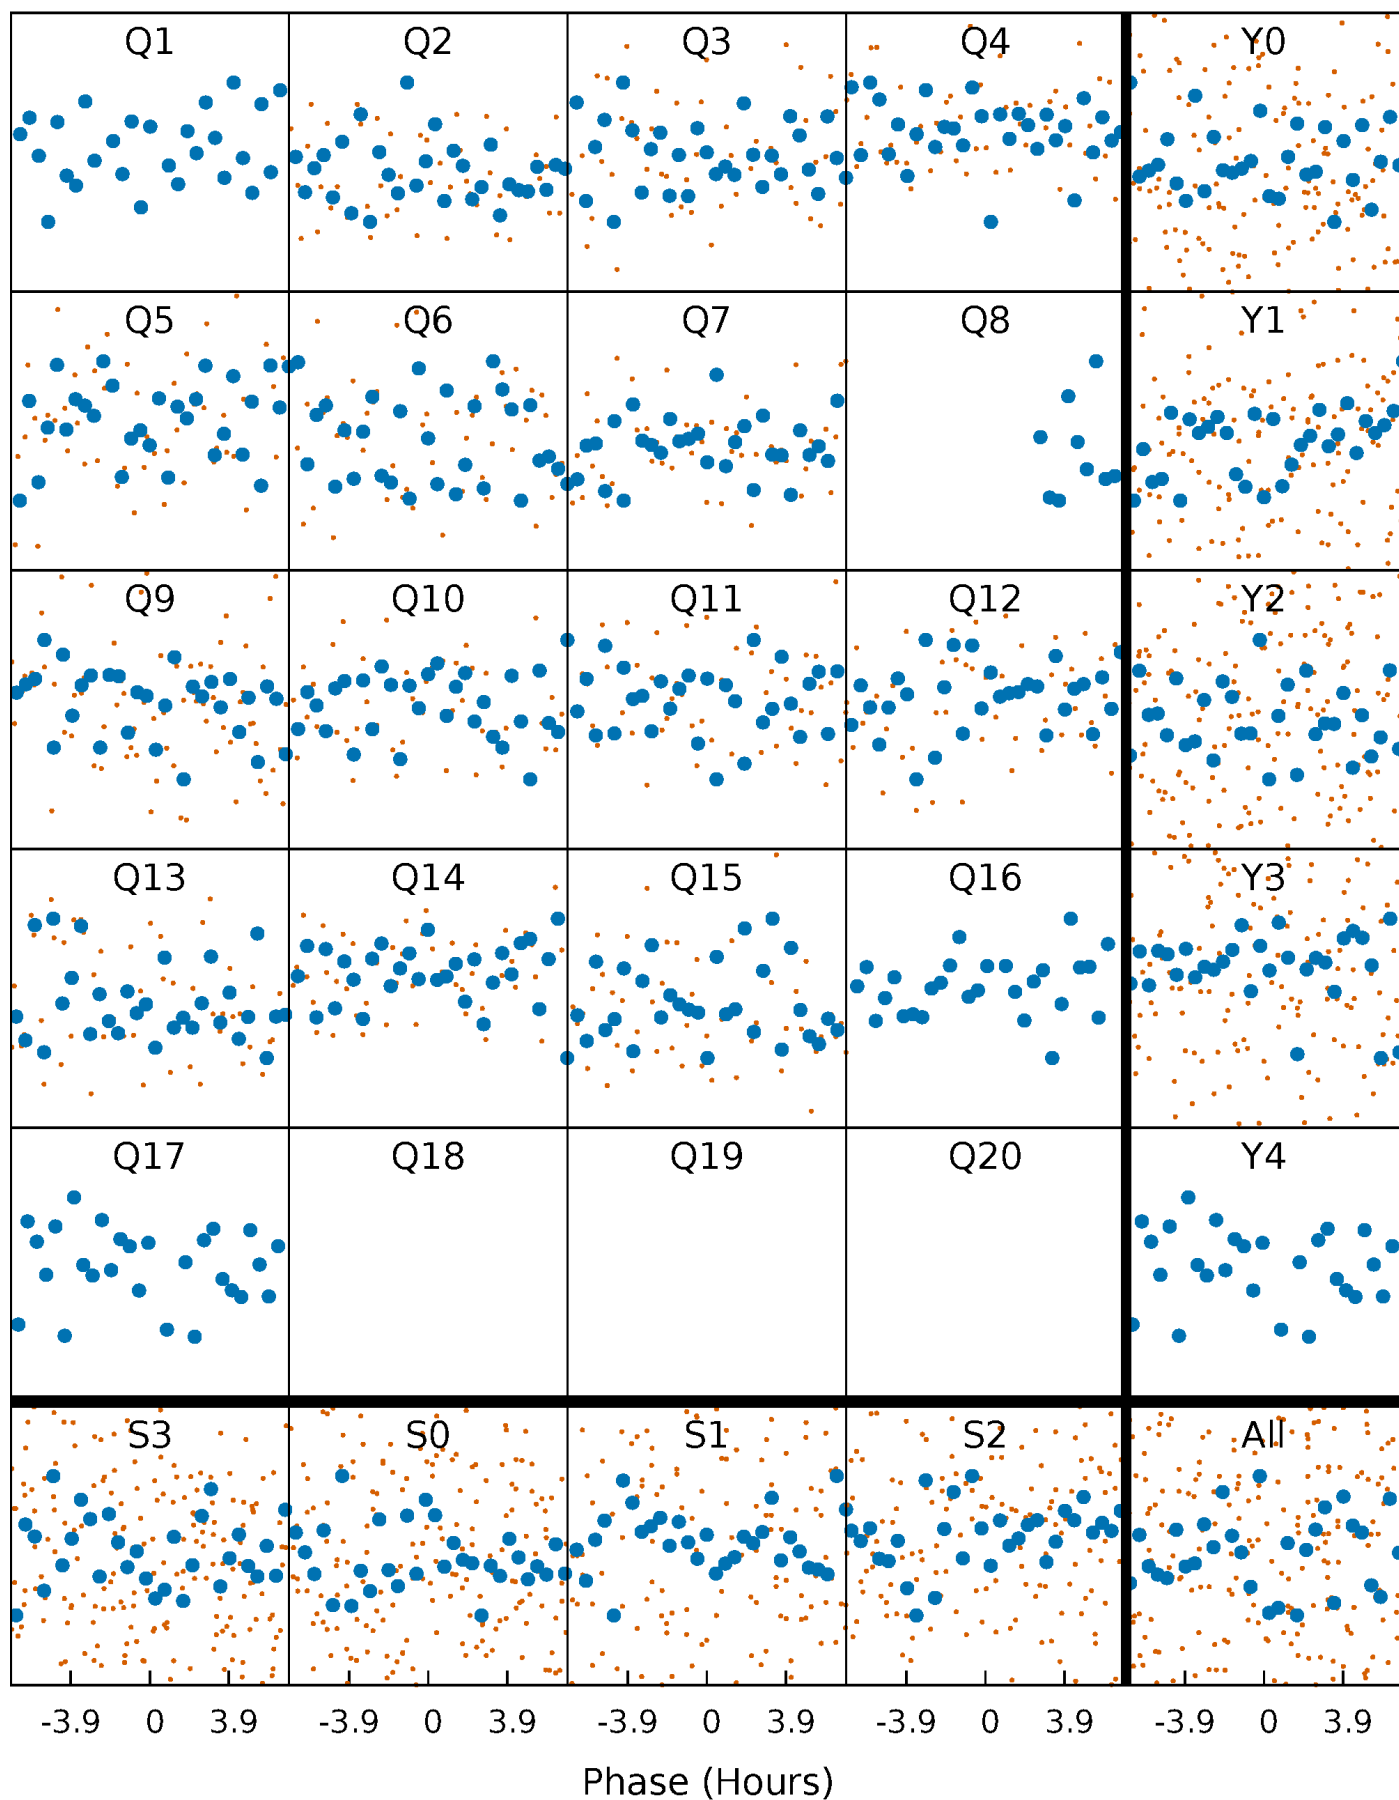 Q1 Q2 Q3 Q4 Y0
Q5 Q6 Q7 Q8 Y1
Q9 Q10 Q11 Q12 Y2
Q13 Q14 Q15 Q16 Y3
Q17 Q18 Q19 Q20 Y4
S3 S0 S1 S2 All
-3.9 0 3.9 -3.9 0 3.9 -3.9 0 3.9 -3.9 0 3.9 -3.9 0 3.9
Phase (Hours)